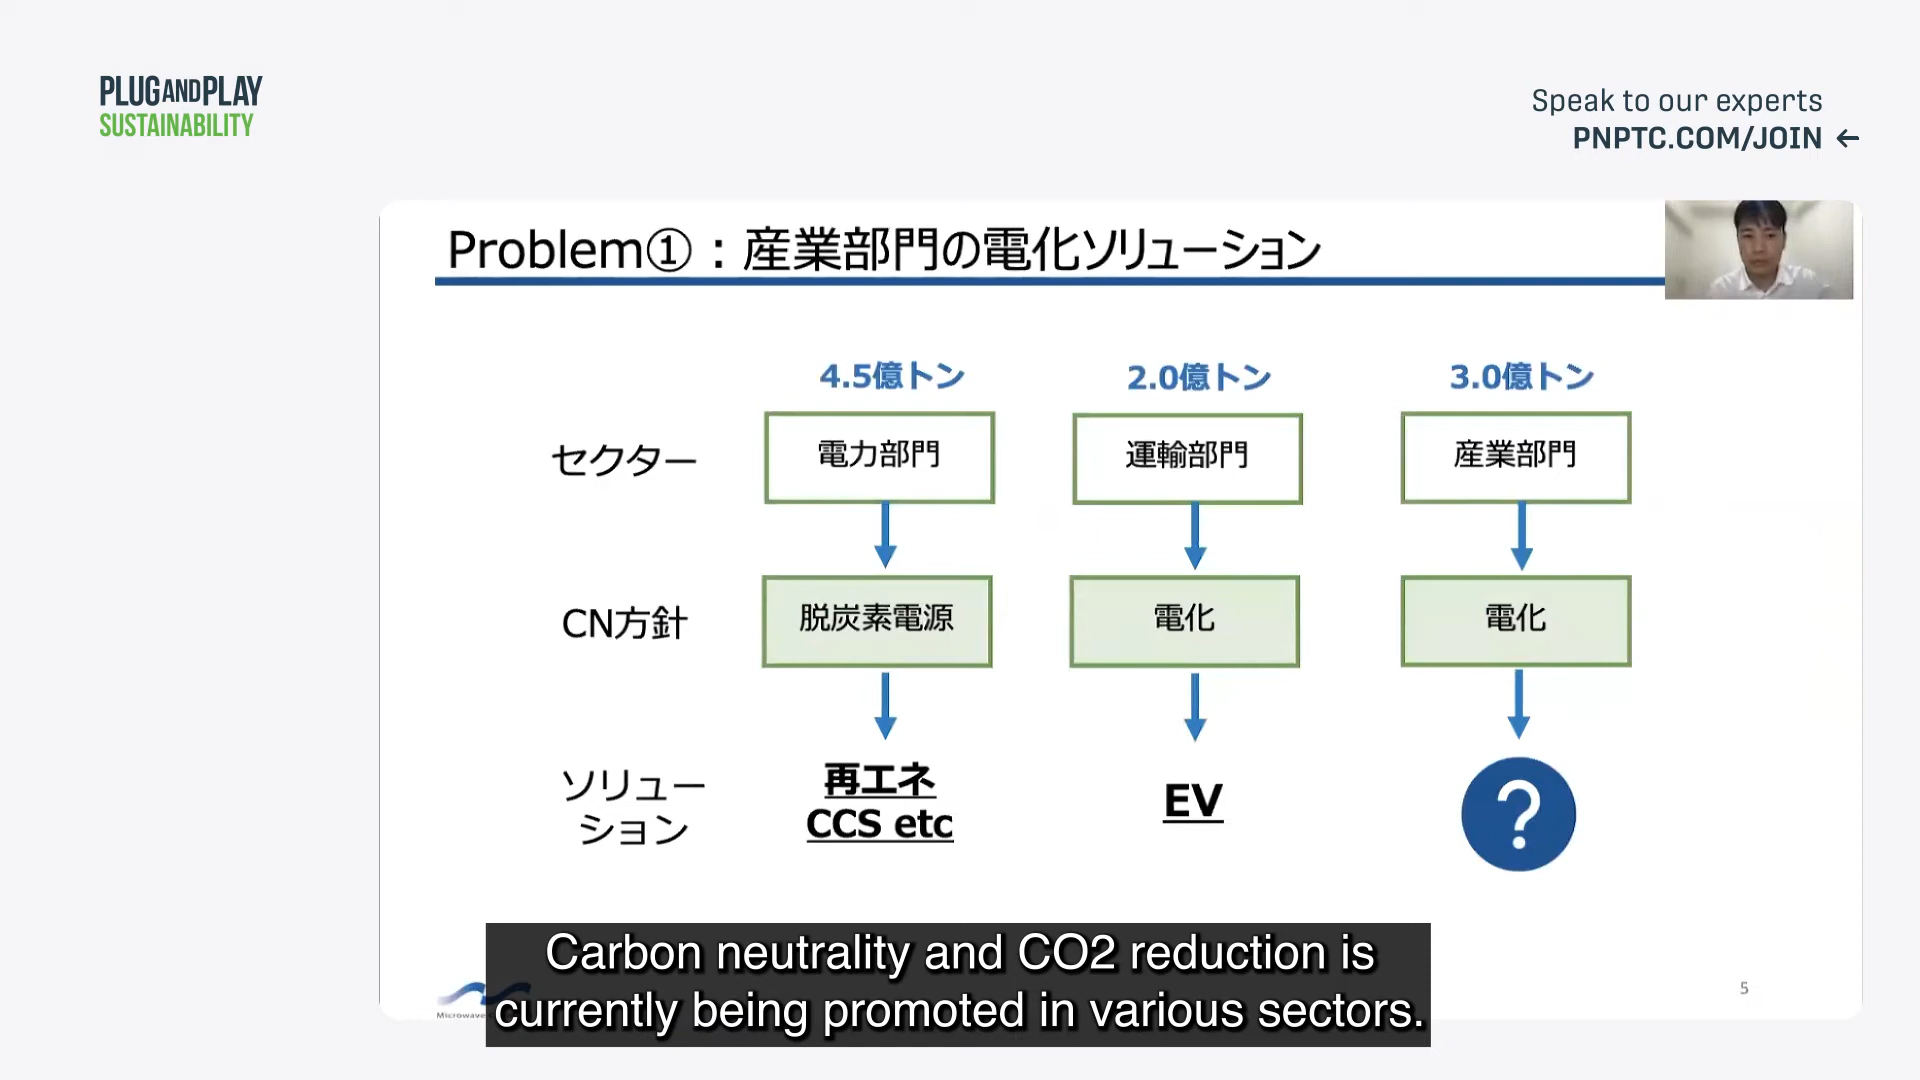 PLUGANDPLAY
SUSTAINABILITY
Speak to our experts
PNPTC.COM/JOIN ←
Problem①：産業部門の電化ソリューション
4.5億トン
2.0億トン
3.0億トン
セクター
電力部門
運輸部門
産業部門
CN方針
脱炭素電源
電化
電化
ソリュー
ション
再エネ
CCS etc
EV
?
Carbon neutrality and CO2 reduction is
currently being promoted in various sectors.
Microwave
5